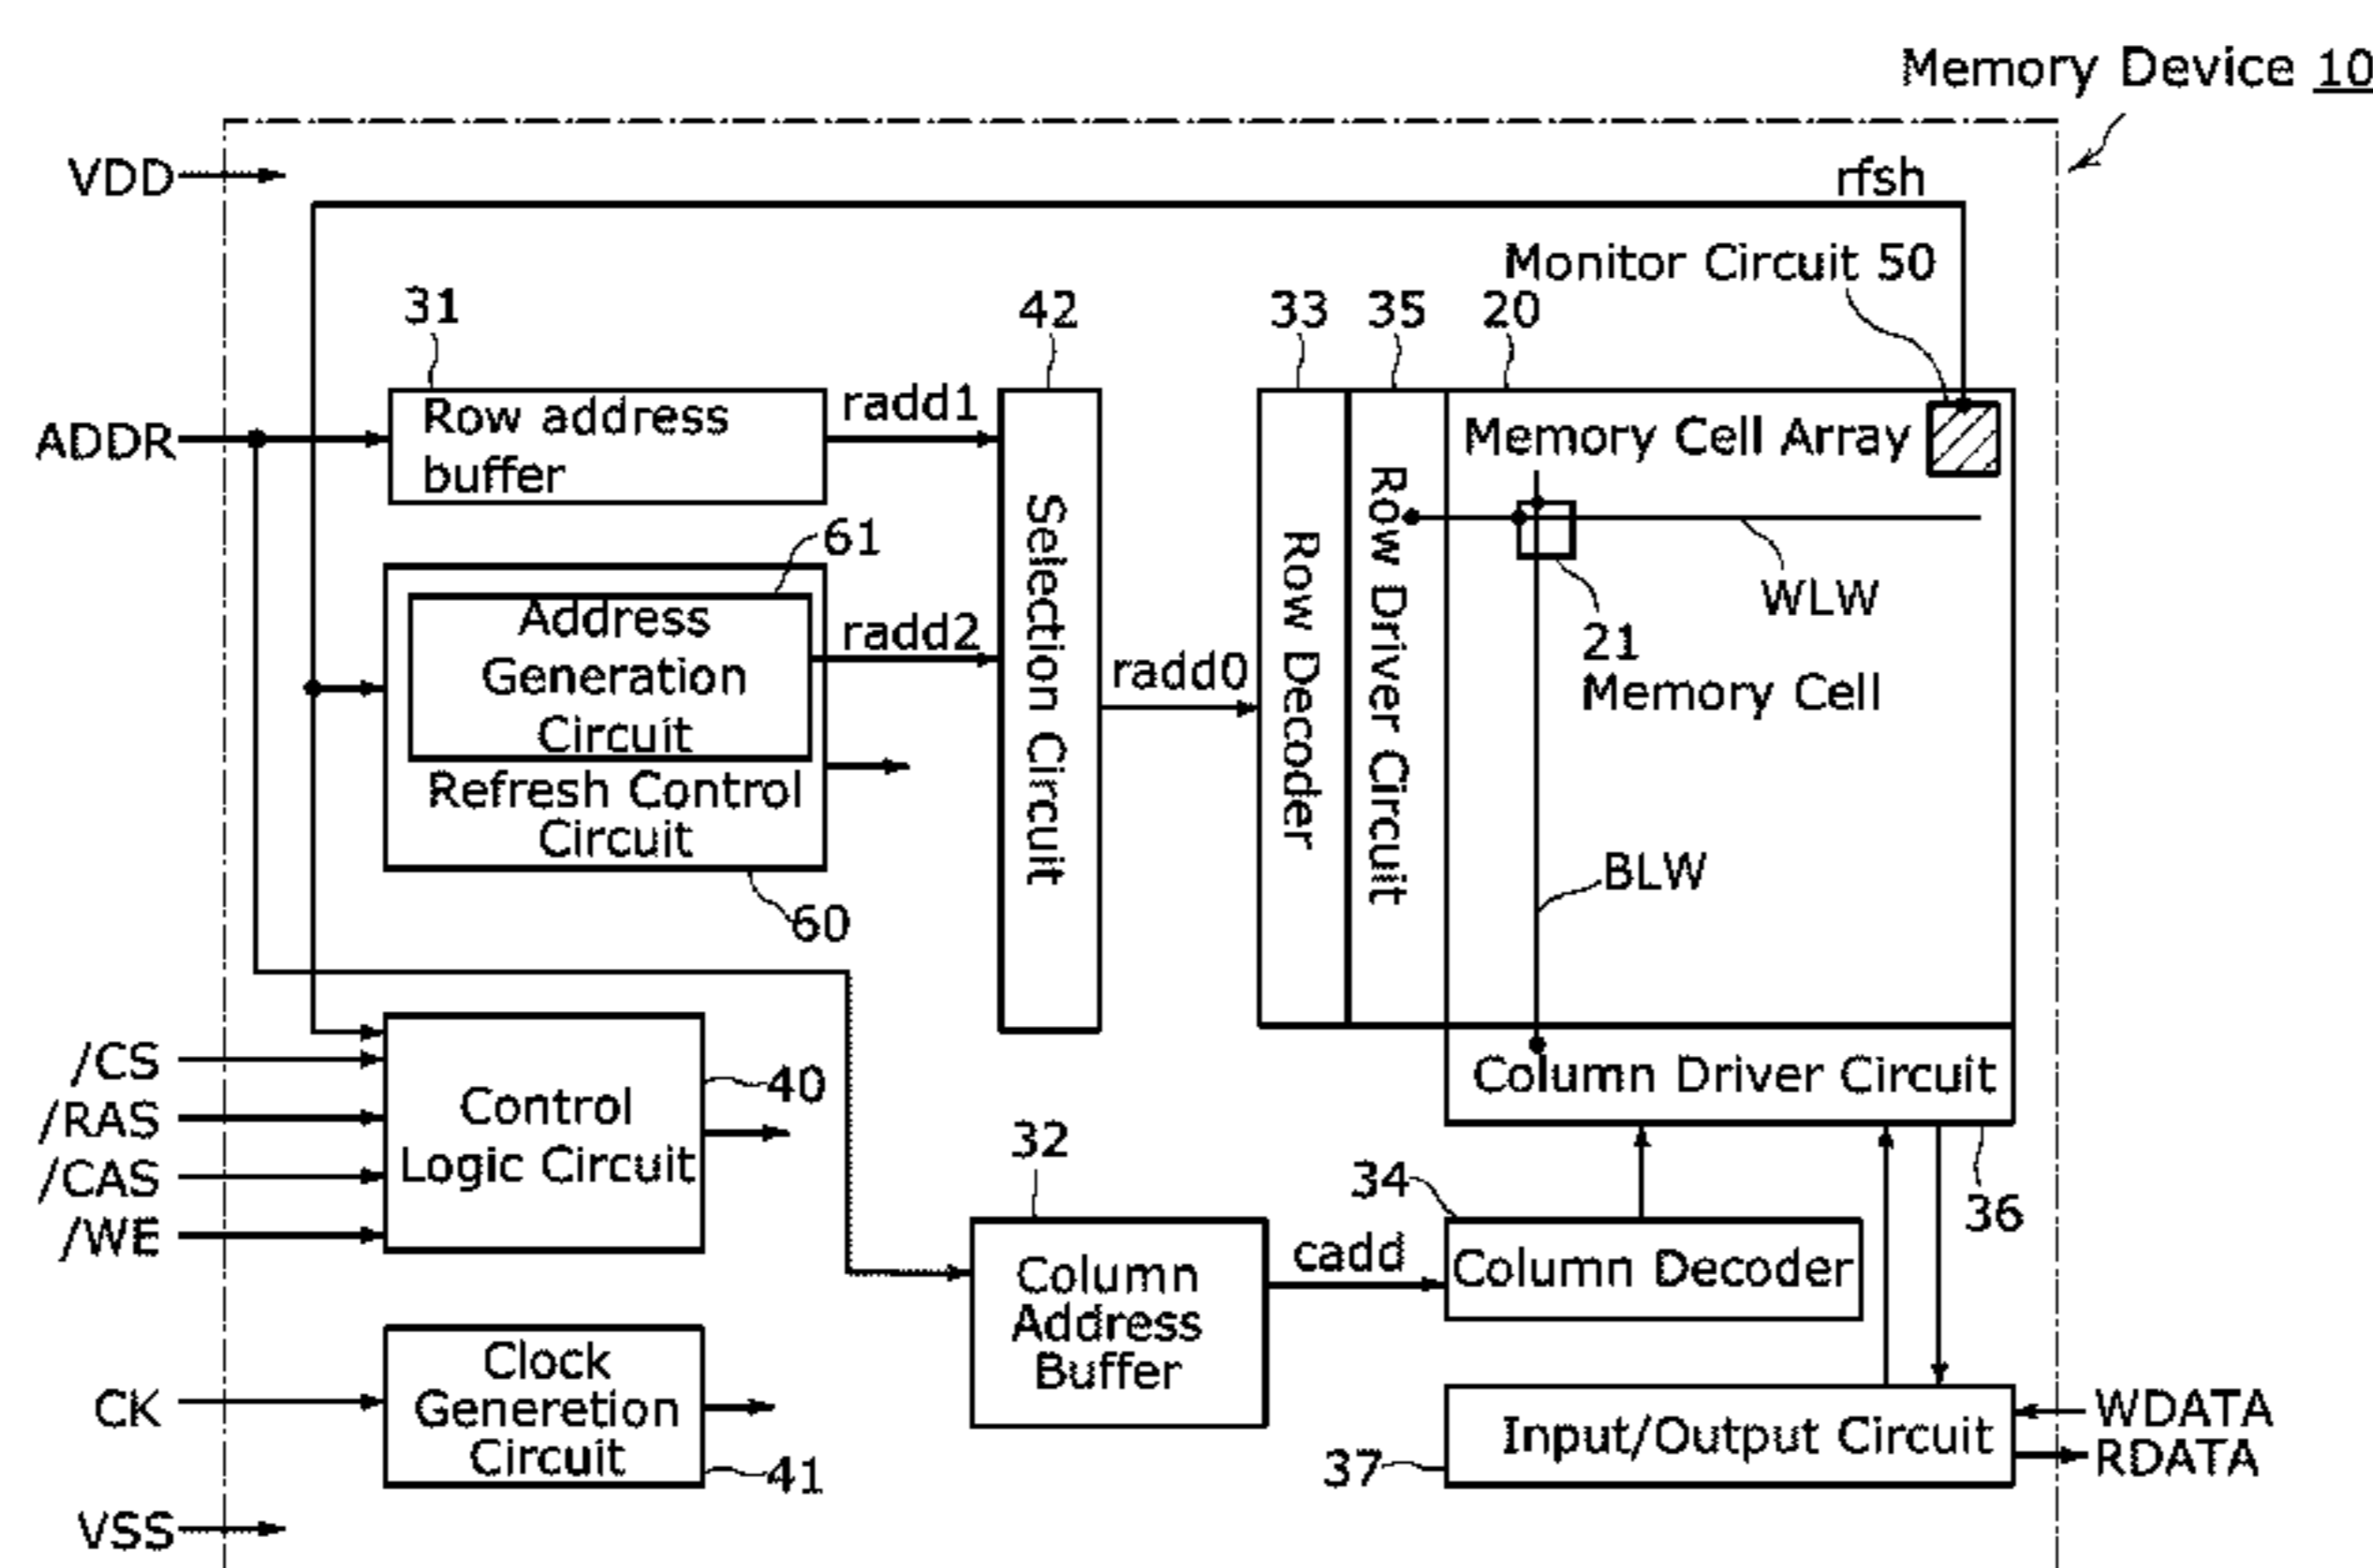 Memory Device 10
VDD
rfsh
Monitor Circuit 50
31
42
33
35
20
ADDR
Row address
buffer
radd1
Memory Cell Array
61
Address
Generation
Circuit
radd2
Refresh Control
Circuit
60
Selection Circuit
radd0
Row Decoder
Row Driver Circuit
WLW
21
Memory Cell
BLW
/CS
/RAS
/CAS
/WE
Control
Logic Circuit
40
Column Driver Circuit
36
32
Column
Address
Buffer
cadd
34
Column Decoder
CK
Clock
Generetion
Circuit
41
37
Input/Output Circuit
WDATA
RDATA
VSS